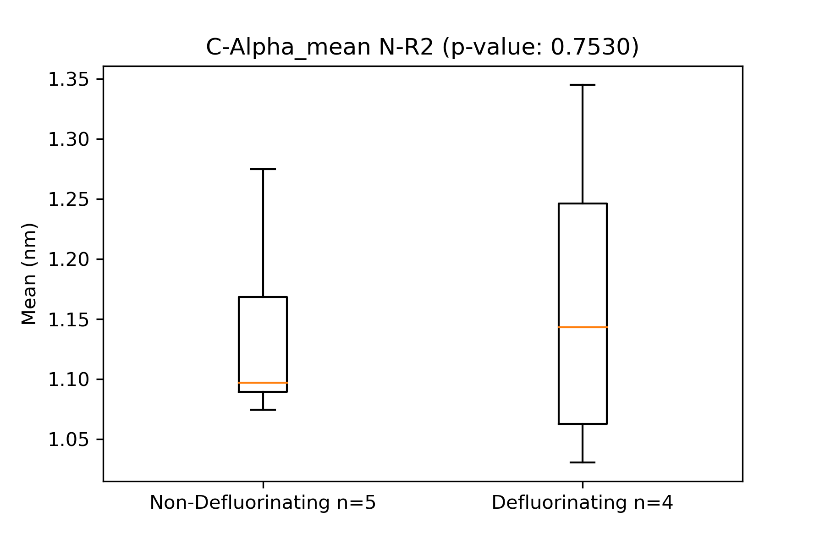 C-Alpha_mean N-R2 (p-value: 0.7530)
1.35
1.30
1.25
1.20
1.15
1.10
1.05
Mean (nm)
Non-Defluorinating n=5
Defluorinating n=4